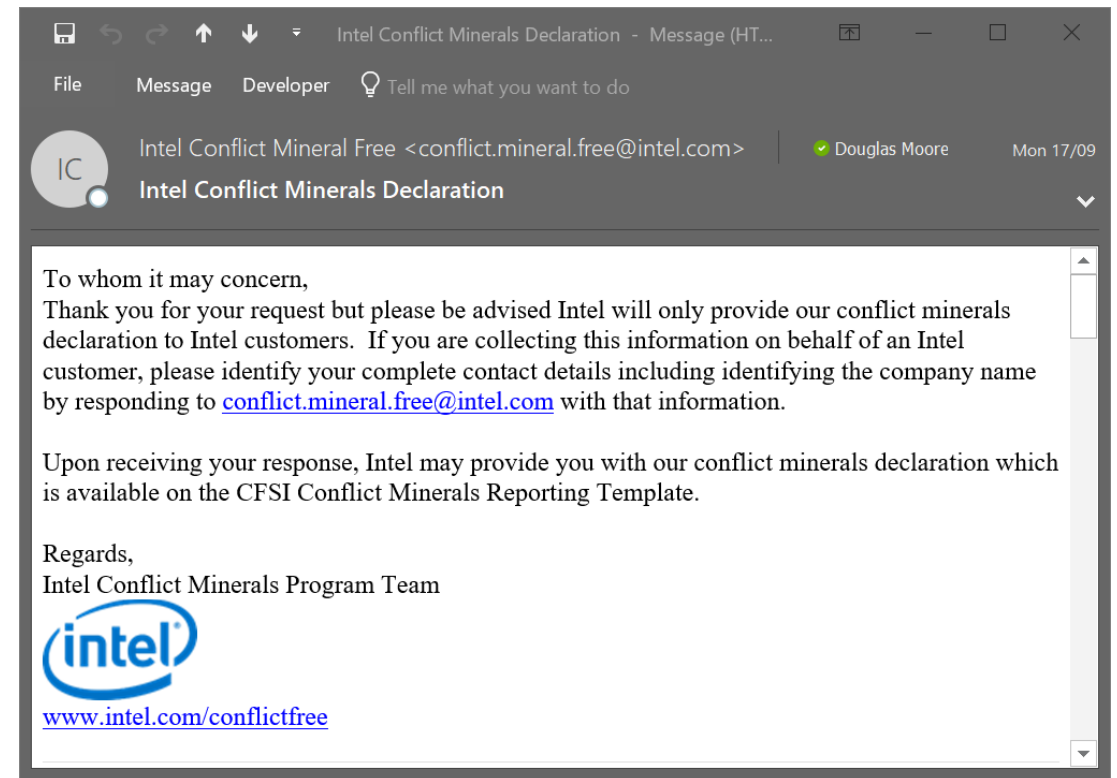 Intel Conflict Minerals Declaration - Message (HT...
File Message Developer Tell me what you want to do
IC
Intel Conflict Mineral Free <conflict.mineral.free@intel.com> Douglas Moore Mon 17/09
Intel Conflict Minerals Declaration
To whom it may concern,
Thank you for your request but please be advised Intel will only provide our conflict minerals
declaration to Intel customers.  If you are collecting this information on behalf of an Intel
customer, please identify your complete contact details including identifying the company name
by responding to conflict.mineral.free@intel.com with that information.
Upon receiving your response, Intel may provide you with our conflict minerals declaration which
is available on the CFSI Conflict Minerals Reporting Template.
Regards,
Intel Conflict Minerals Program Team
intel
www.intel.com/conflictfree